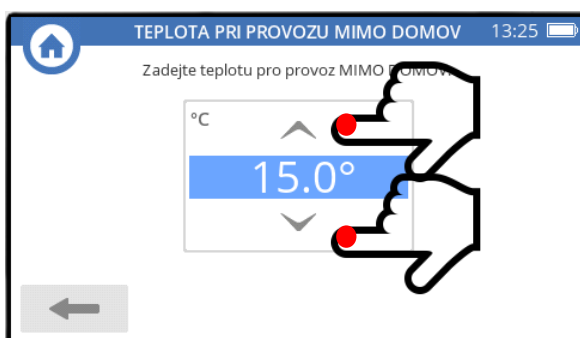 TEPLOTA PRI PROVOZU MIMO DOMOV 13:25
Zadejte teplotu pro provoz MIMO
°C
15.0°